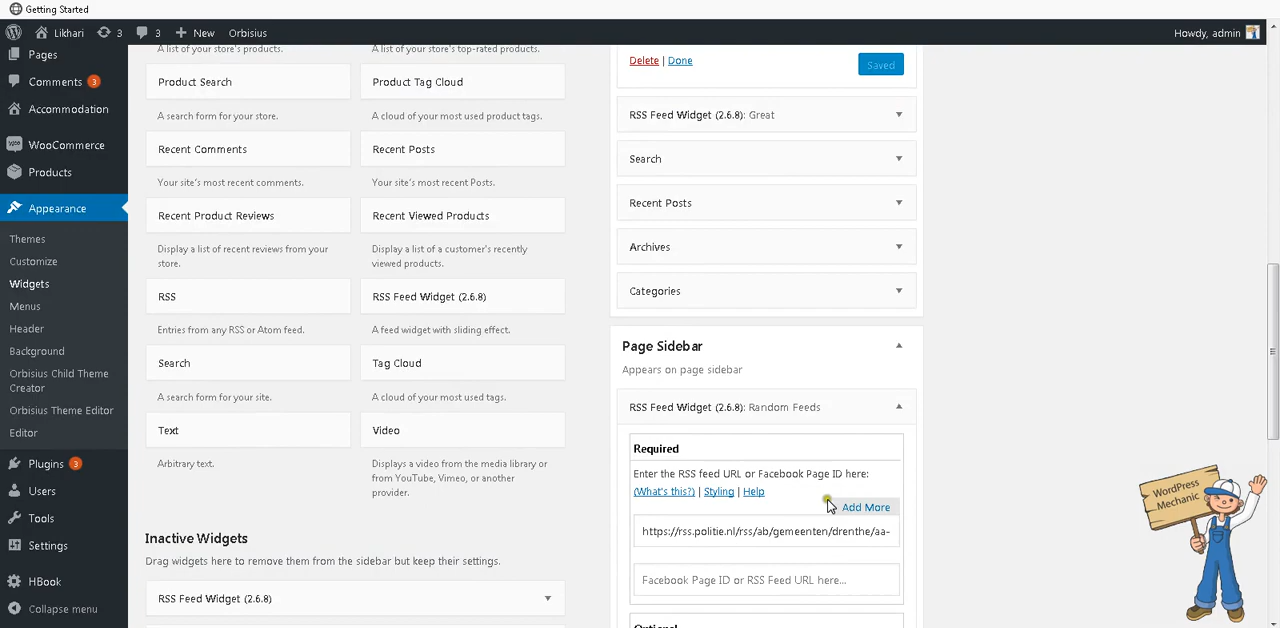 Getting Started
Likhari 3 3 New Orbisius Howdy, admin
Pages
Comments 3
Accommodation
WooCommerce
Products
Appearance
Themes
Customize
Widgets
Menus
Header
Background
Orbisius Child Theme
Creator
Orbisius Theme Editor
Editor
Plugins 3
Users
Tools
Settings
HBook
Collapse menu
A list of your store's products.
A list of your store's top-rated products.
Product Search
Product Tag Cloud
A search form for your store.
A cloud of your most used product tags.
Recent Comments
Recent Posts
Your site's most recent comments.
Your site's most recent Posts.
Recent Product Reviews
Recent Viewed Products
Display a list of recent reviews from your
store.
Display a list of a customer's recently
viewed products.
RSS
RSS Feed Widget (2.6.8)
Entries from any RSS or Atom feed.
A feed widget with sliding effect.
Search
Tag Cloud
A search form for your site.
A cloud of your most used tags.
Text
Video
Arbitrary text.
Displays a video from the media library or
from YouTube, Vimeo, or another
provider.
Inactive Widgets
Drag widgets here to remove them from the sidebar but keep their settings.
RSS Feed Widget (2.6.8)
Delete | Done
Saved
RSS Feed Widget (2.6.8): Great
Search
Recent Posts
Archives
Categories
Page Sidebar
Appears on page sidebar
RSS Feed Widget (2.6.8): Random Feeds
Required
Enter the RSS feed URL or Facebook Page ID here:
(What's this?) | Styling | Help
Add More
https://rss.politie.nl/rss/ab/gemeenten/drenthe/aa-
Facebook Page ID or RSS Feed URL here...
Optional
WordPress
Mechanic